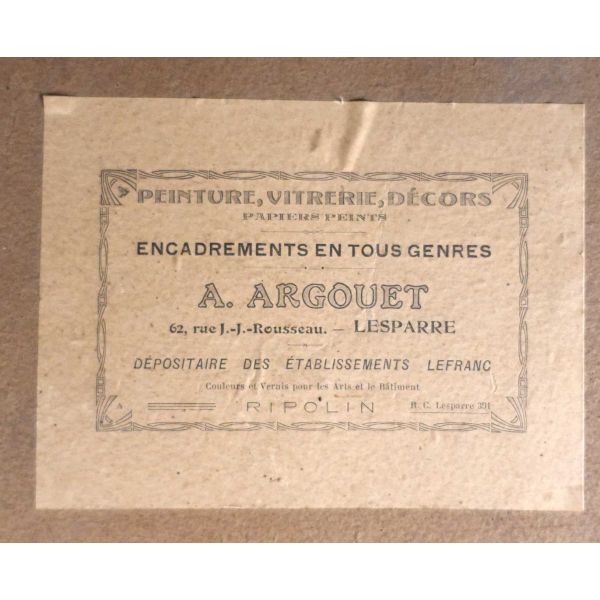 PEINTURE, VITRERIE, DÉCORS
PAPIERS PEINTS
ENCADREMENTS EN TOUS GENRES
A. ARGOUET
62, rue J.-J.-Rousseau. — LESPARRE
DÉPOSITAIRE DES ÉTABLISSEMENTS LEFRANC
Couleurs et Vernis pour les Arts et le Bâtiment
RIPOLIN R. C. Lesparre 391